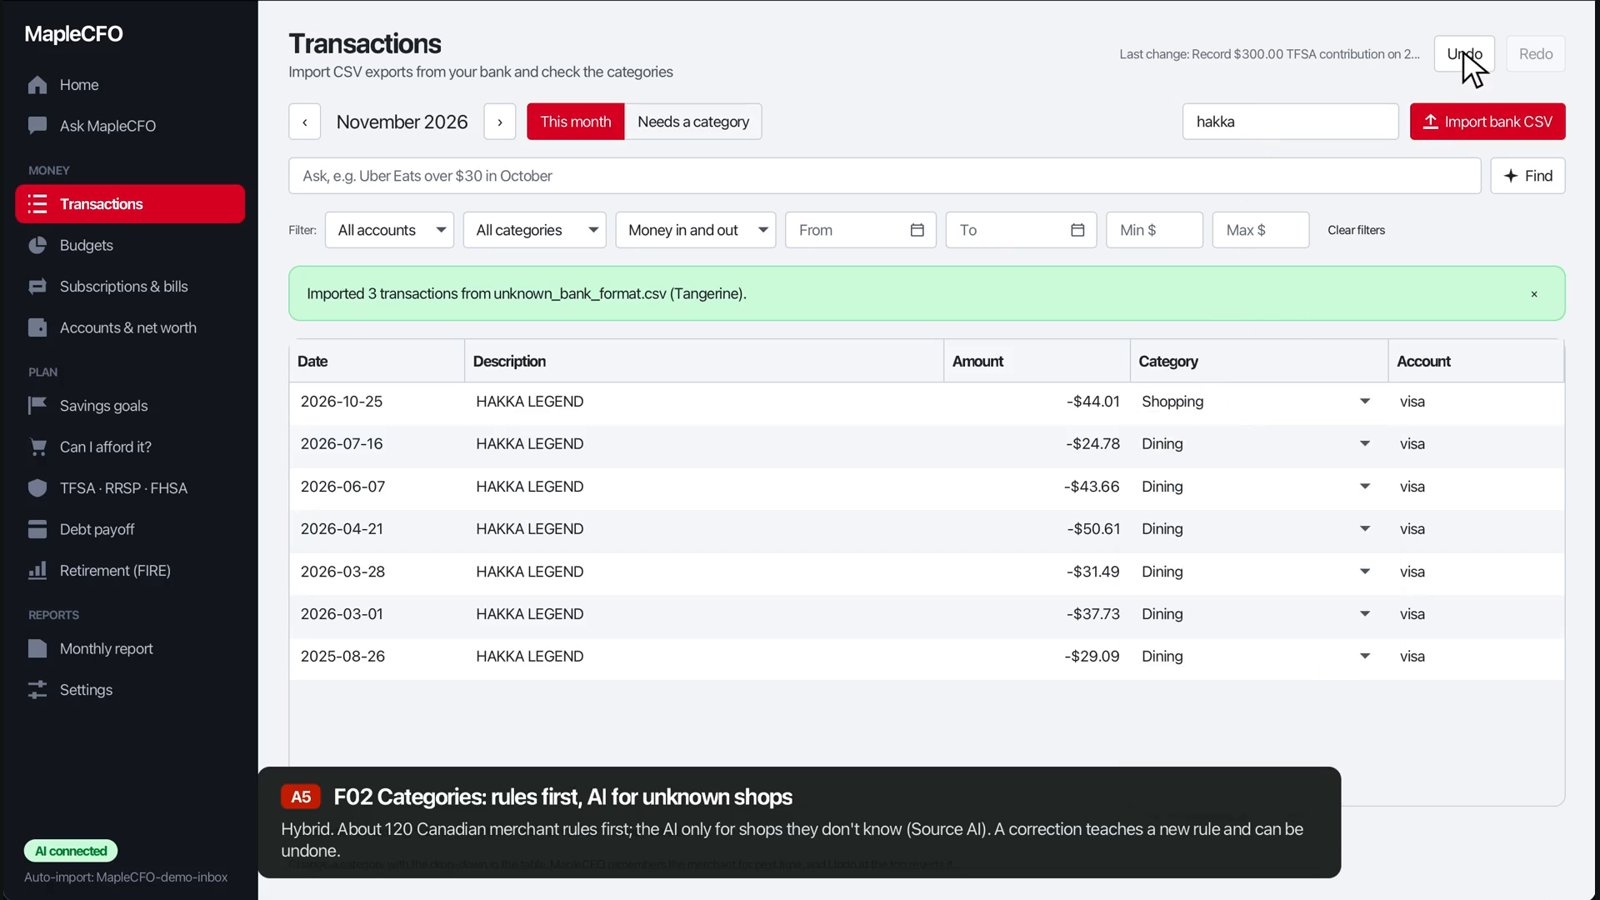 MapleCFO
Home
Ask MapleCFO
MONEY
Transactions
Budgets
Subscriptions & bills
Accounts & net worth
PLAN
Savings goals
Can I afford it?
TFSA · RRSP · FHSA
Debt payoff
Retirement (FIRE)
REPORTS
Monthly report
Settings
AI connected
Auto-import: MapleCFO-demo-inbox
Transactions
Import CSV exports from your bank and check the categories
Last change: Record $300.00 TFSA contribution on 2...
Undo
Redo
‹ November 2026 ›
This month
Needs a category
hakka
Import bank CSV
Ask, e.g. Uber Eats over $30 in October
Find
Filter: All accounts All categories Money in and out From To Min $ Max $ Clear filters
Imported 3 transactions from unknown_bank_format.csv (Tangerine). ×
Date Description Amount Category Account
2026-10-25 HAKKA LEGEND -$44.01 Shopping visa
2026-07-16 HAKKA LEGEND -$24.78 Dining visa
2026-06-07 HAKKA LEGEND -$43.66 Dining visa
2026-04-21 HAKKA LEGEND -$50.61 Dining visa
2026-03-28 HAKKA LEGEND -$31.49 Dining visa
2026-03-01 HAKKA LEGEND -$37.73 Dining visa
2025-08-26 HAKKA LEGEND -$29.09 Dining visa
A5 F02 Categories: rules first, AI for unknown shops
Hybrid. About 120 Canadian merchant rules first; the AI only for shops they don't know (Source AI). A correction teaches a new rule and can be
undone.